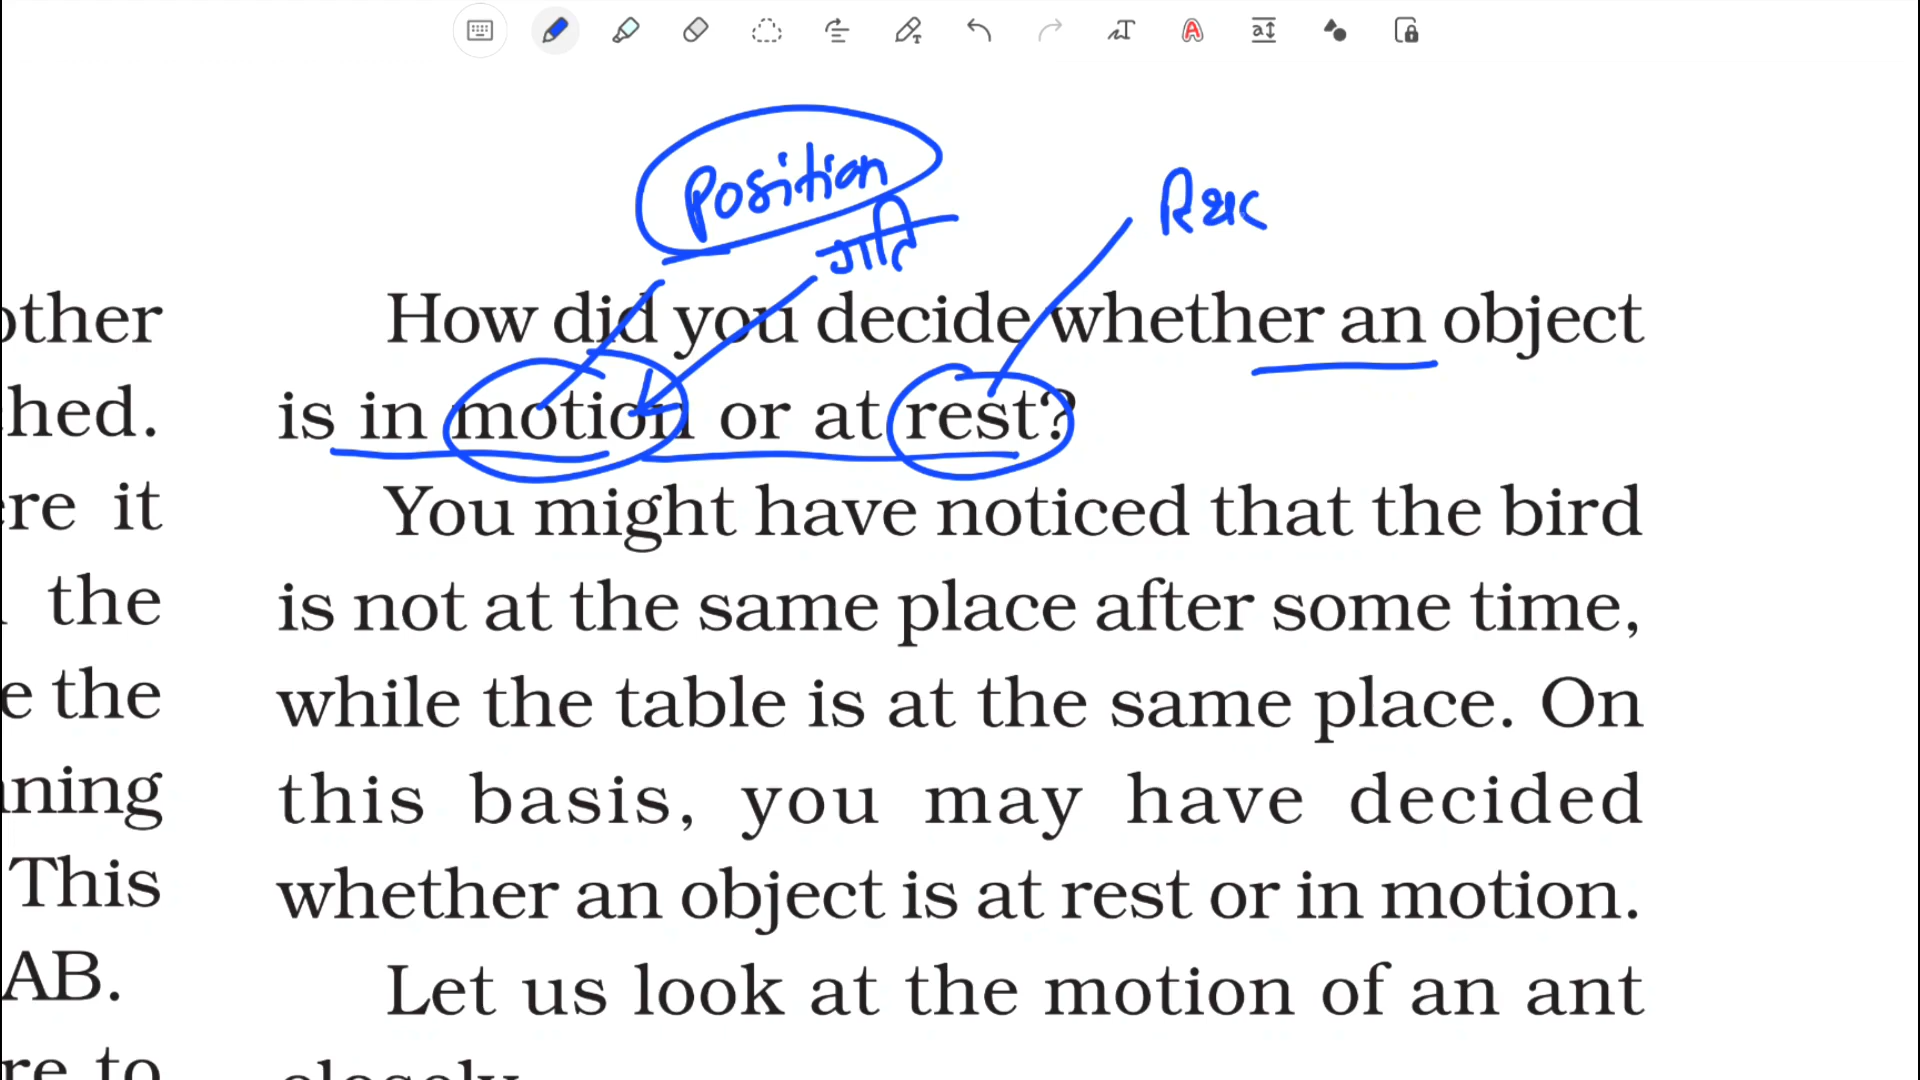 Position
गति
other
How did you decide whether an object
hed.
is in motion or at rest?
re it
You might have noticed that the bird
the
is not at the same place after some time,
e the
while the table is at the same place. On
ning
this basis, you may have decided
This
whether an object is at rest or in motion.
AB.
Let us look at the motion of an ant
re to
closely.